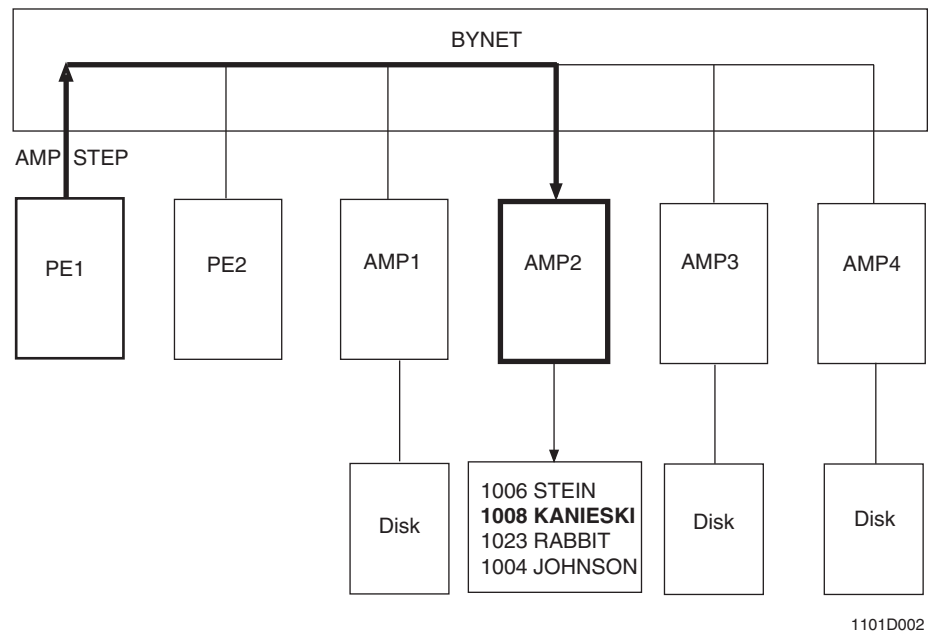 BYNET
AMP STEP
PE1
PE2
AMP1
AMP2
AMP3
AMP4
Disk
1006 STEIN
1008 KANIESKI
1023 RABBIT
1004 JOHNSON
Disk
Disk
1101D002